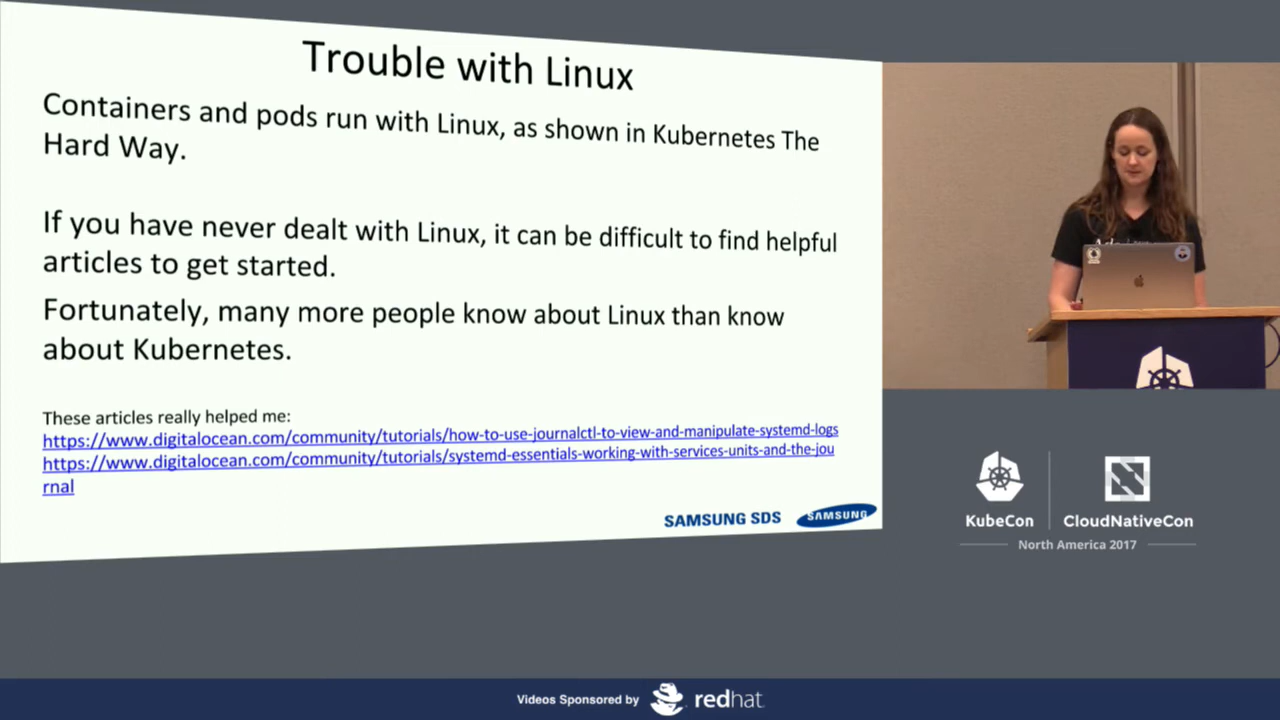 Trouble with Linux
Containers and pods run with Linux, as shown in Kubernetes The
Hard Way.
If you have never dealt with Linux, it can be difficult to find helpful
articles to get started.
Fortunately, many more people know about Linux than know
about Kubernetes.
These articles really helped me:
https://www.digitalocean.com/community/tutorials/how-to-use-journalctl-to-view-and-manipulate-systemd-logs
https://www.digitalocean.com/community/tutorials/systemd-essentials-working-with-services-units-and-the-jou
rnal
SAMSUNG SDS
SAMSUNG
KubeCon
CloudNativeCon
North America 2017
Videos Sponsored by
redhat